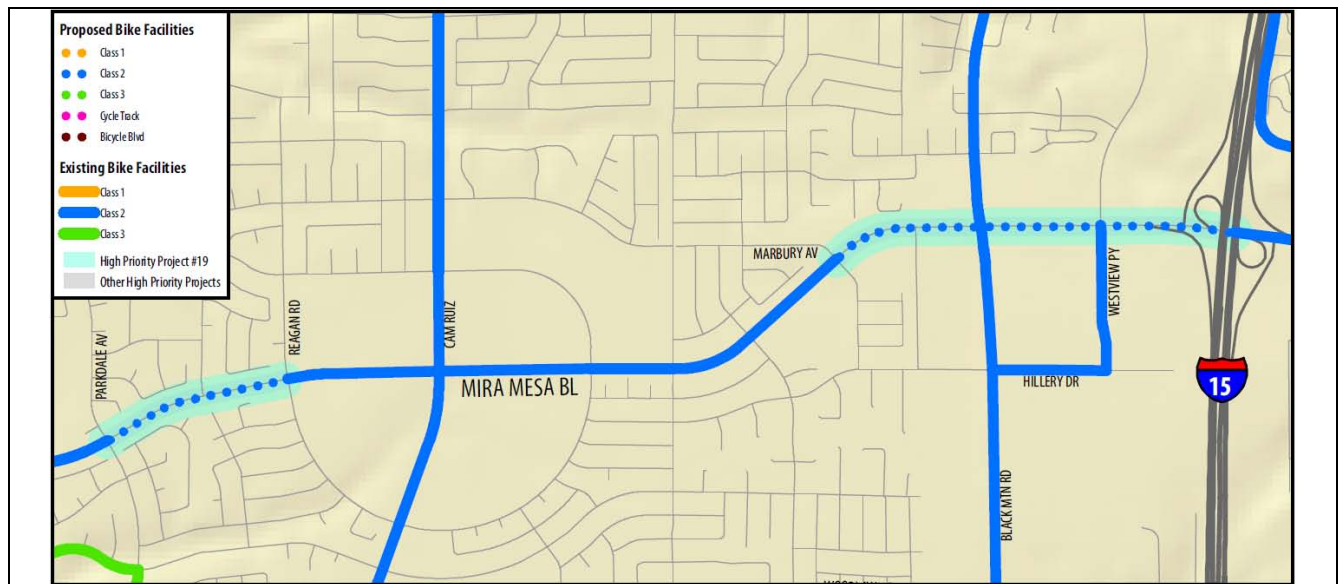 Proposed Bike Facilities
Class 1
Class 2
Class 3
Cycle Track
Bicycle Blvd
Existing Bike Facilities
Class 1
Class 2
Class 3
High Priority Project #19
Other High Priority Projects
PARKDALE AV
REAGAN RD
CAM RUIZ
MIRA MESA BL
MARBURY AV
BLACK MTN RD
WESTVIEW PY
HILLERY DR
15